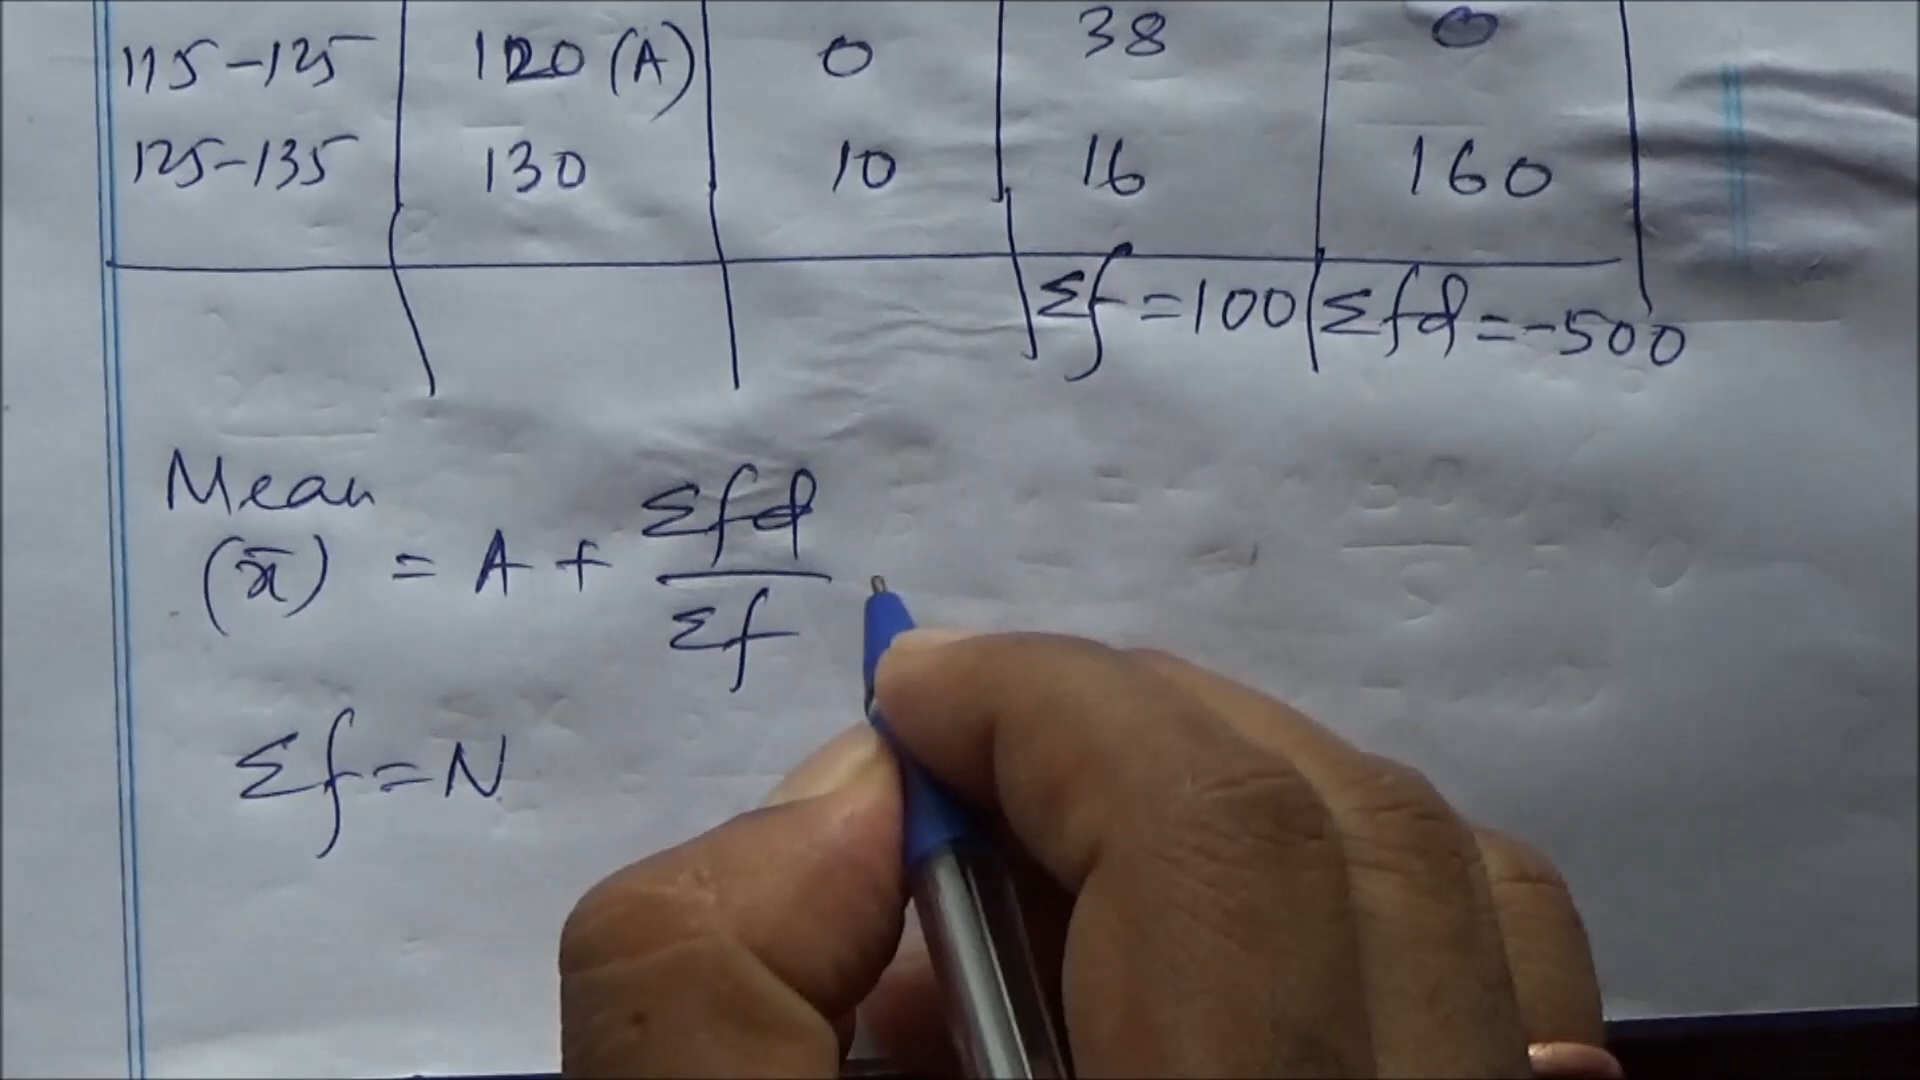 115-125 120 (A) 0 38 0
125-135 130 10 16 160
Σf = 100 Σfd = -500
Mean
(x̄) = A + Σfd / Σf
Σf = N